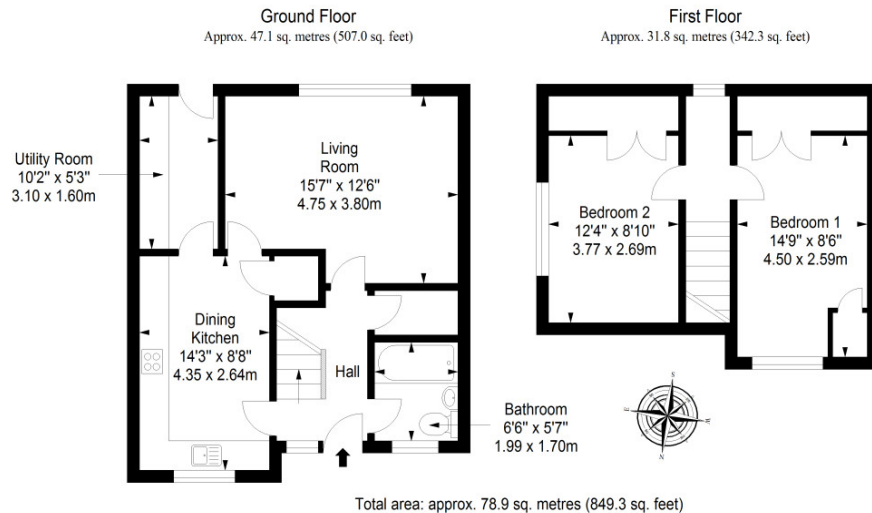 Ground Floor
Approx. 47.1 sq. metres (507.0 sq. feet)
First Floor
Approx. 31.8 sq. metres (342.3 sq. feet)
Utility Room
10'2" x 5'3"
3.10 x 1.60m
Living
Room
15'7" x 12'6"
4.75 x 3.80m
Bedroom 2
12'4" x 8'10"
3.77 x 2.69m
Bedroom 1
14'9" x 8'6"
4.50 x 2.59m
Dining
Kitchen
14'3" x 8'8"
4.35 x 2.64m
Hall
Bathroom
6'6" x 5'7"
1.99 x 1.70m
S
E
W
N
Total area: approx. 78.9 sq. metres (849.3 sq. feet)